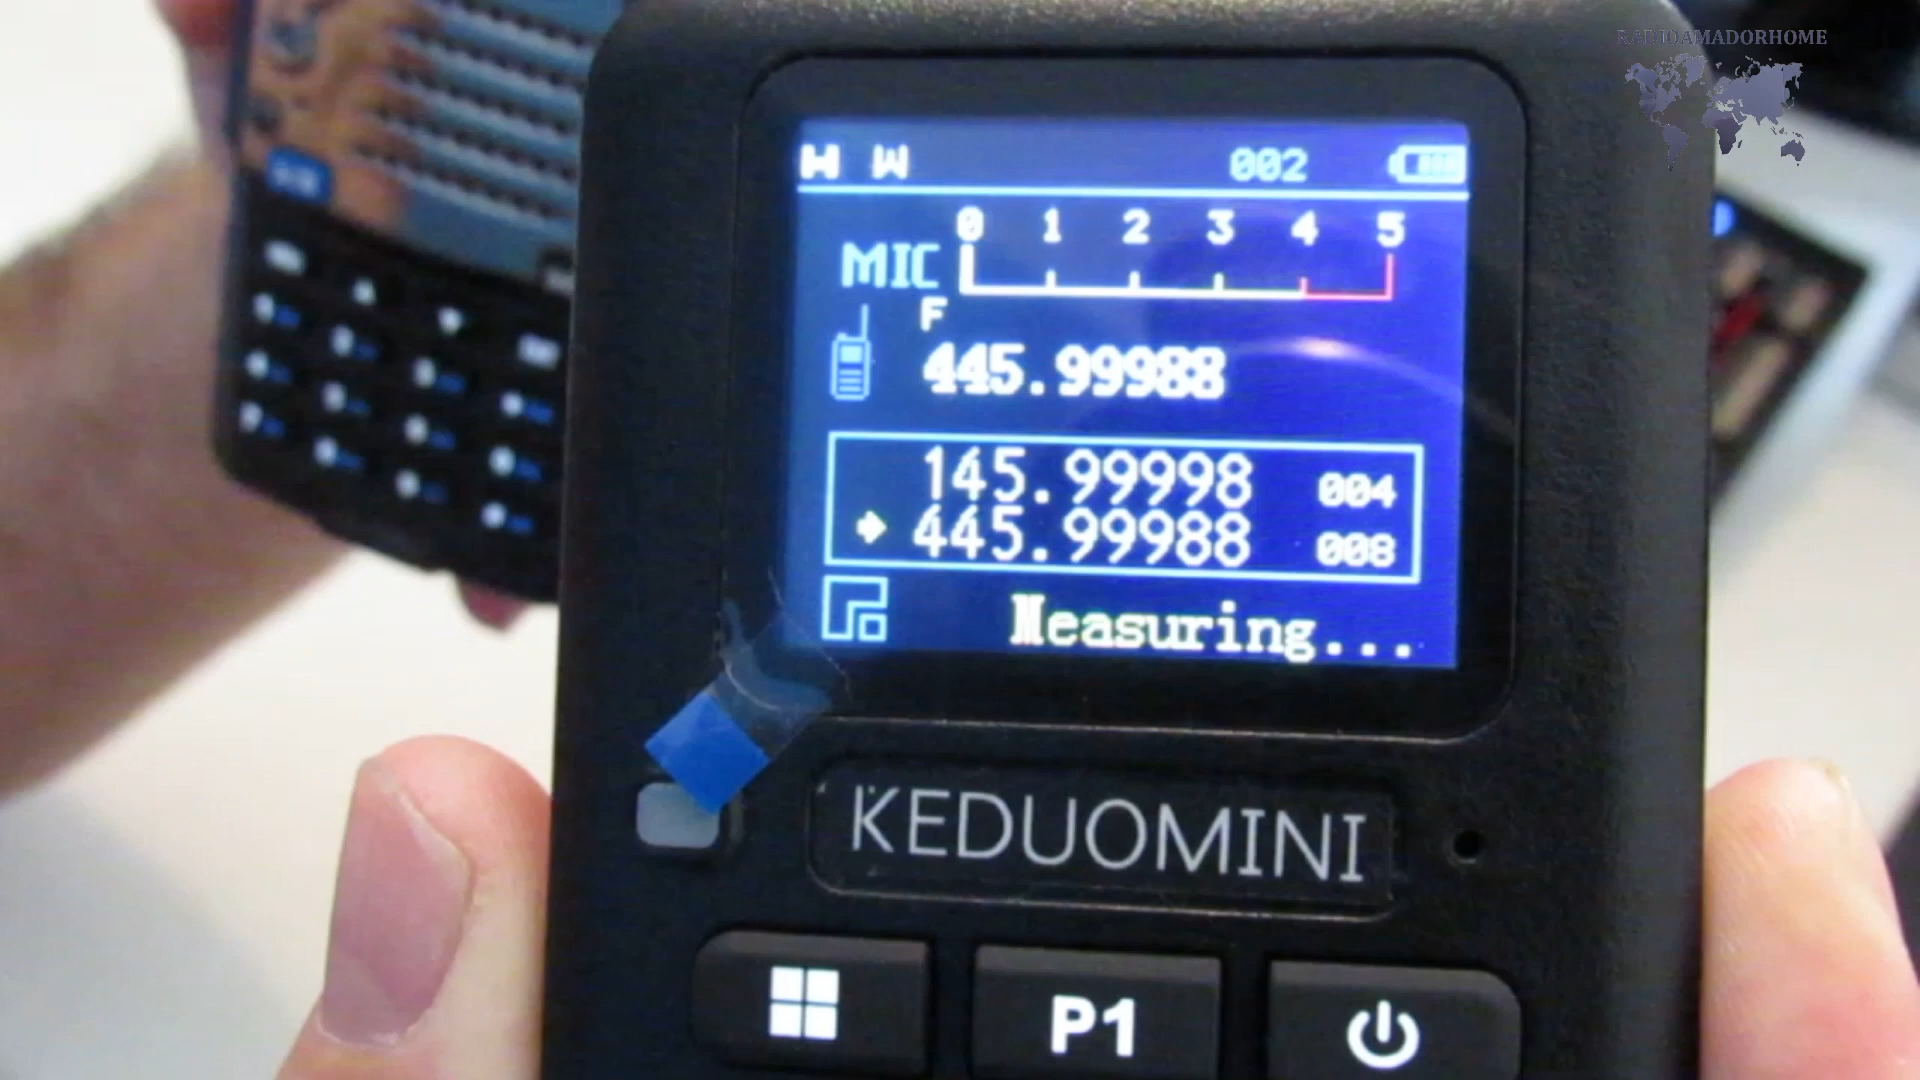 RADIOAMADORHOME
H W 002
0 1 2 3 4 5
MIC
F
445.99988
145.99998 004
445.99988 008
Measuring...
KEDUOMINI
P1